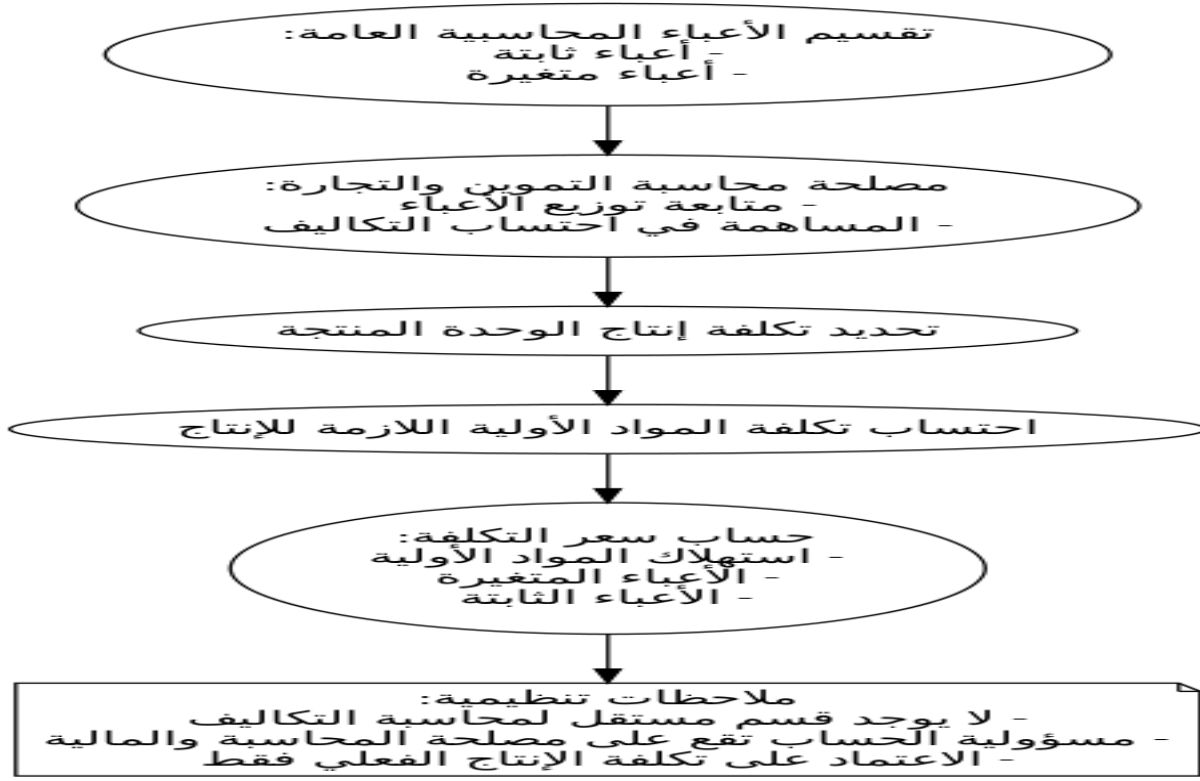 تقسيم الأعباء المحاسبية العامة:
- أعباء ثابتة
- أعباء متغيرة
مصلحة محاسبة التموين والتجارة:
- متابعة توزيع الأعباء
- المساهمة في احتساب التكاليف
تحديد تكلفة إنتاج الوحدة المنتجة
احتساب تكلفة المواد الأولية اللازمة للإنتاج
حساب سعر التكلفة:
- استهلاك المواد الأولية
- الأعباء المتغيرة
- الأعباء الثابتة
ملاحظات تنظيمية:
- لا يوجد قسم مستقل لمحاسبة التكاليف
- مسؤولية الحساب تقع على مصلحة المحاسبة والمالية
- الاعتماد على تكلفة الإنتاج الفعلي فقط